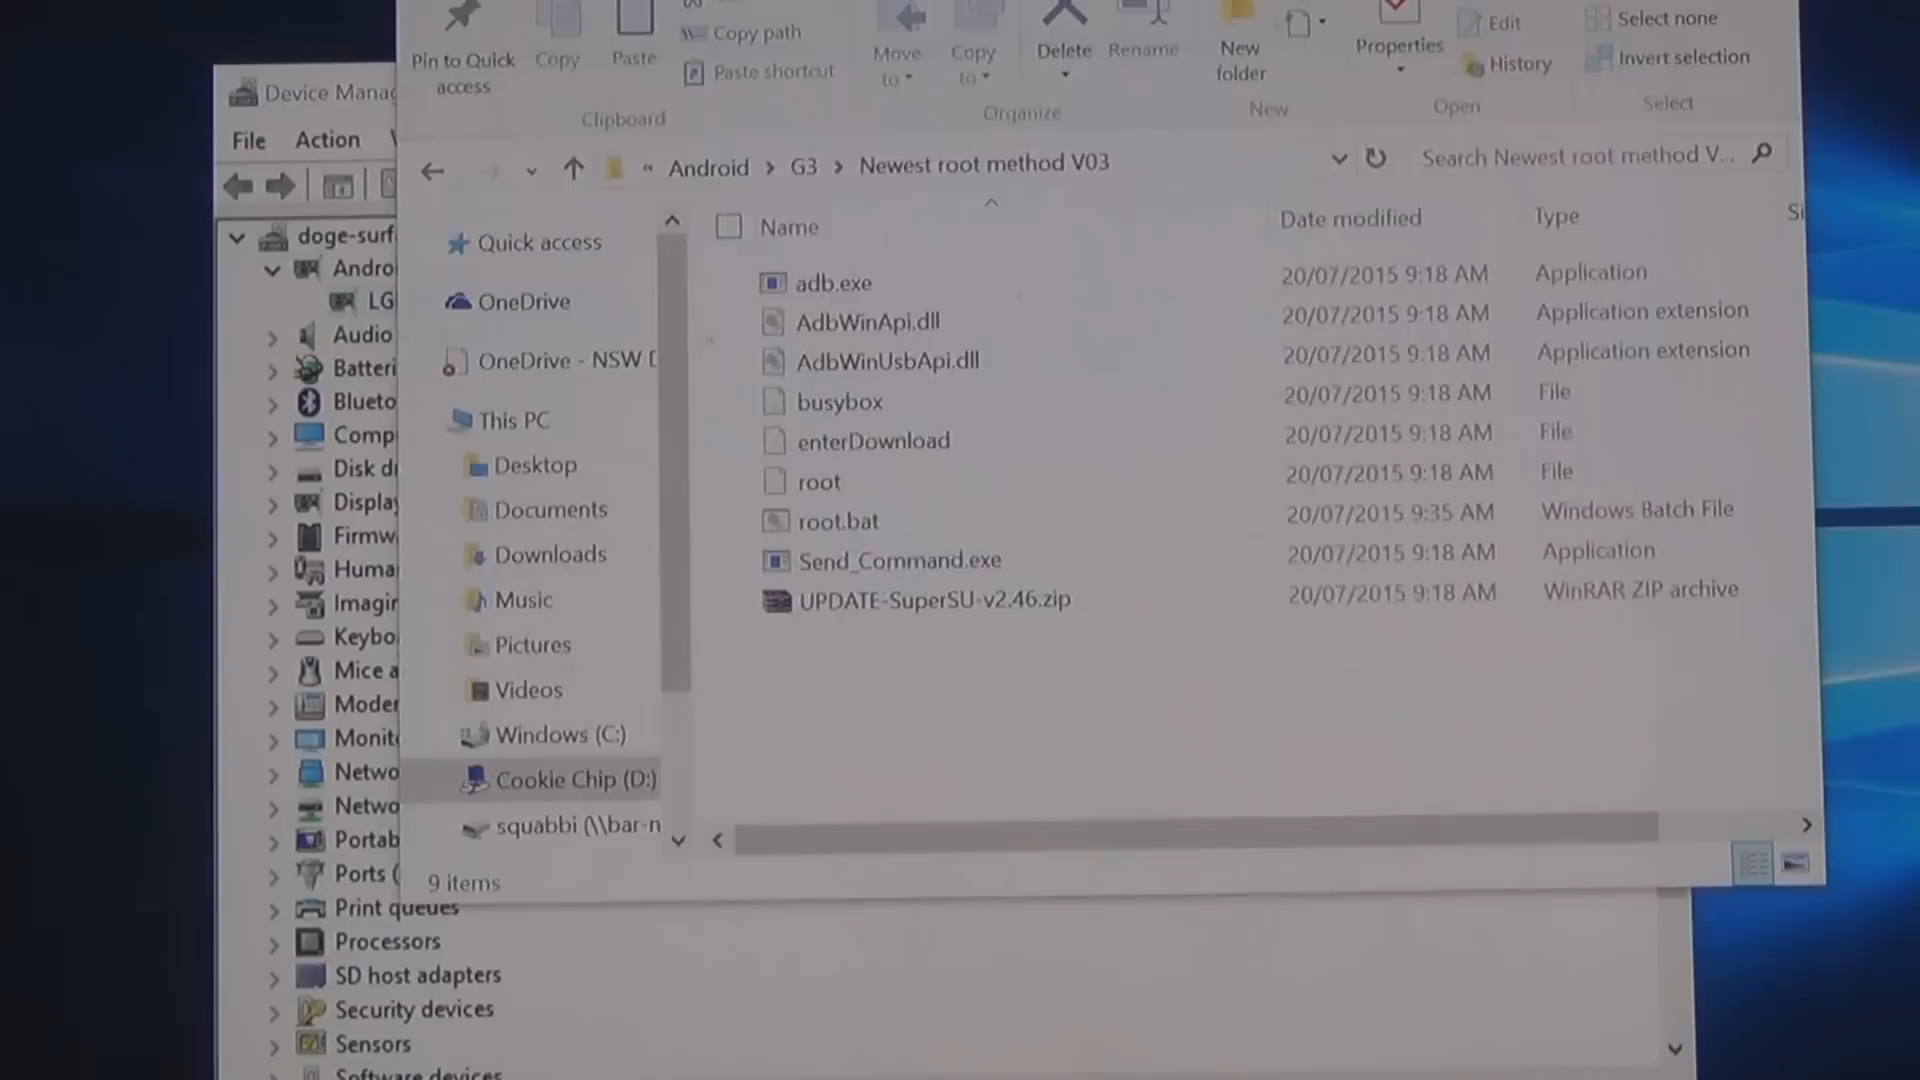 Pin to Quick access
Copy
Paste
Copy path
Paste shortcut
Clipboard
Move to
Copy to
Delete
Rename
Organize
New folder
New
Properties
Edit
History
Open
Select none
Invert selection
Select
« Android > G3 > Newest root method V03
Search Newest root method V...
Quick access
OneDrive
OneDrive - NSW
This PC
Desktop
Documents
Downloads
Music
Pictures
Videos
Windows (C:)
Cookie Chip (D:)
squabbi (\\bar-n
Name Date modified Type Si
adb.exe 20/07/2015 9:18 AM Application
AdbWinApi.dll 20/07/2015 9:18 AM Application extension
AdbWinUsbApi.dll 20/07/2015 9:18 AM Application extension
busybox 20/07/2015 9:18 AM File
enterDownload 20/07/2015 9:18 AM File
root 20/07/2015 9:18 AM File
root.bat 20/07/2015 9:35 AM Windows Batch File
Send_Command.exe 20/07/2015 9:18 AM Application
UPDATE-SuperSU-v2.46.zip 20/07/2015 9:18 AM WinRAR ZIP archive
9 items
Device Manag
File Action
doge-surf
Andro
LG
Audio
Batteri
Blueto
Comp
Disk d
Display
Firmw
Huma
Imagin
Keybo
Mice a
Moder
Monit
Netwo
Netwo
Portab
Ports (
Print queues
Processors
SD host adapters
Security devices
Sensors
Software devices